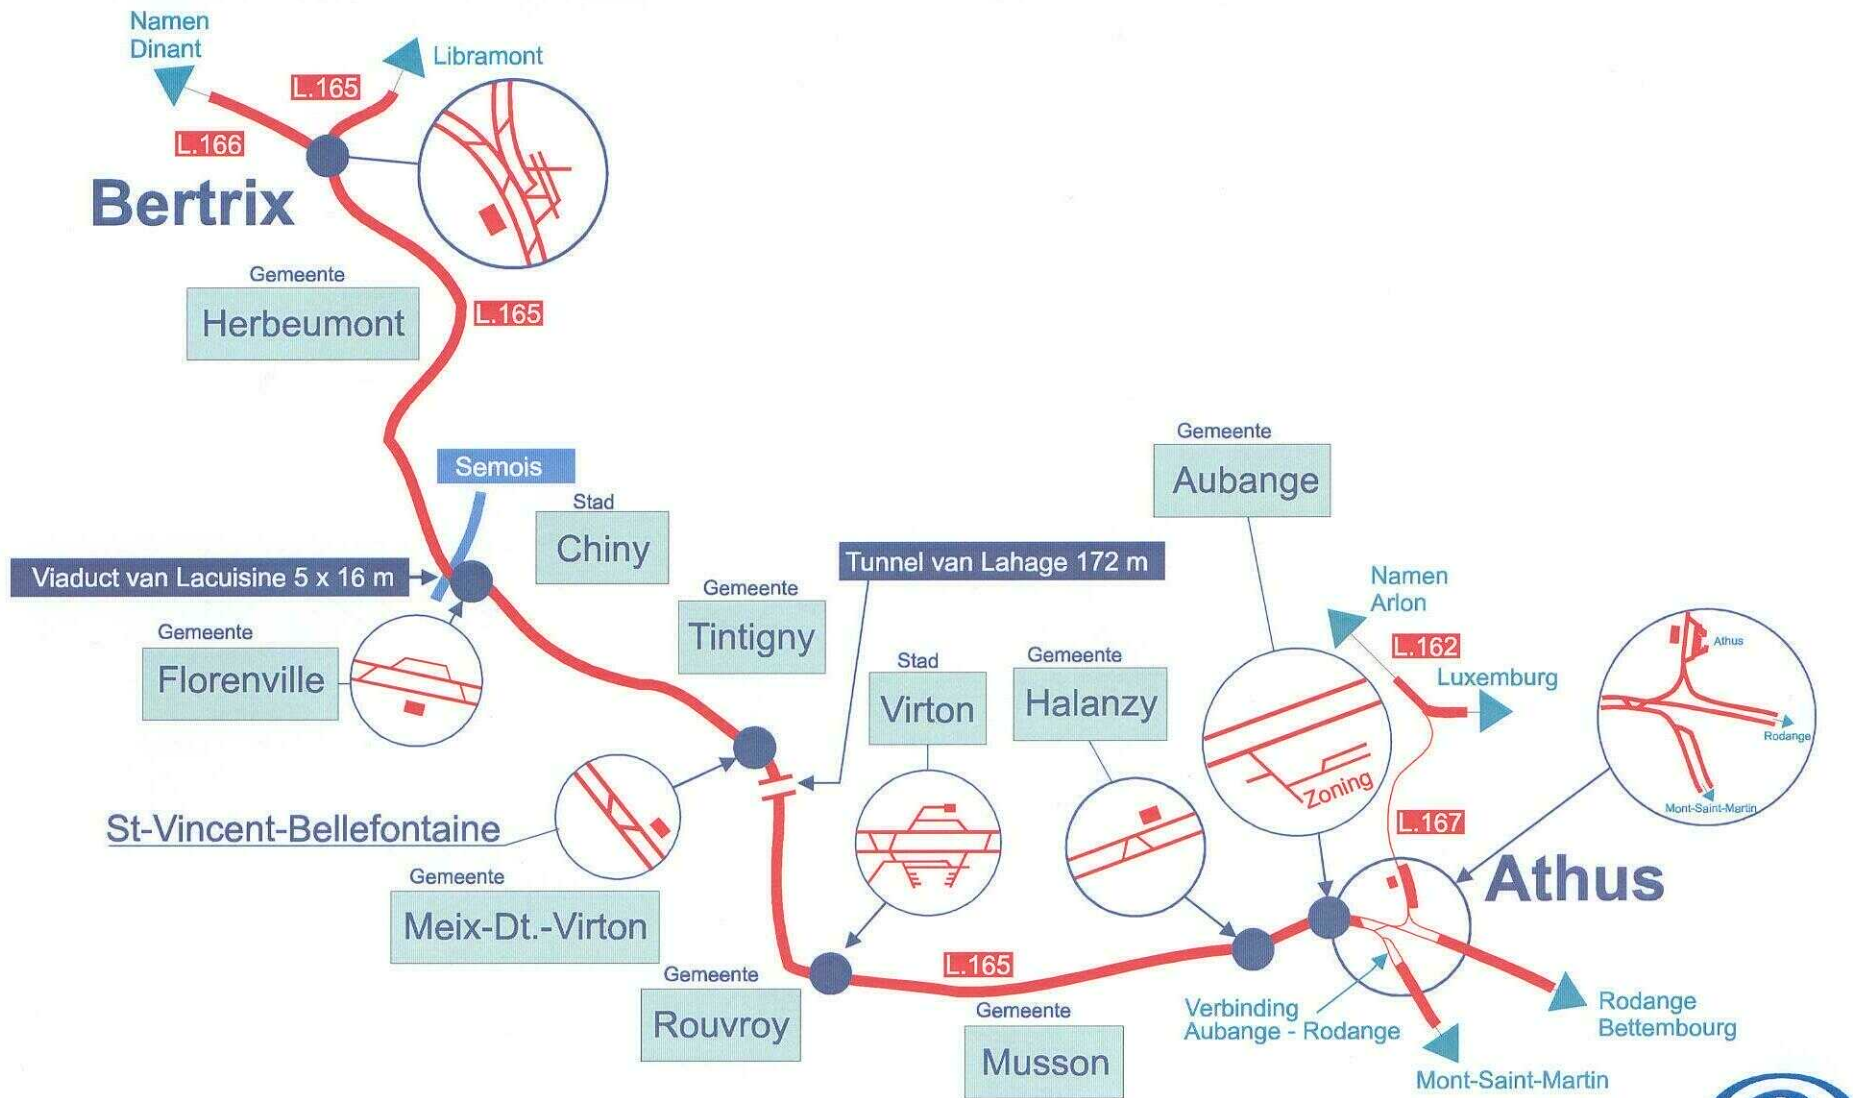 Namen
Dinant
Libramont
L.165
L.166
Bertrix
Gemeente
Herbeumont
L.165
Semois
Stad
Chiny
Viaduct van Lacuisine 5 x 16 m
Gemeente
Florenville
Gemeente
Tintigny
Tunnel van Lahage 172 m
Gemeente
Aubange
Namen
Arlon
L.162
Luxemburg
Stad
Virton
Gemeente
Halanzy
Zoning
L.167
Athus
Rodange
Mont-Saint-Martin
St-Vincent-Bellefontaine
Gemeente
Meix-Dt.-Virton
Athus
Gemeente
Rouvroy
L.165
Gemeente
Musson
Verbinding
Aubange - Rodange
Rodange
Bettembourg
Mont-Saint-Martin